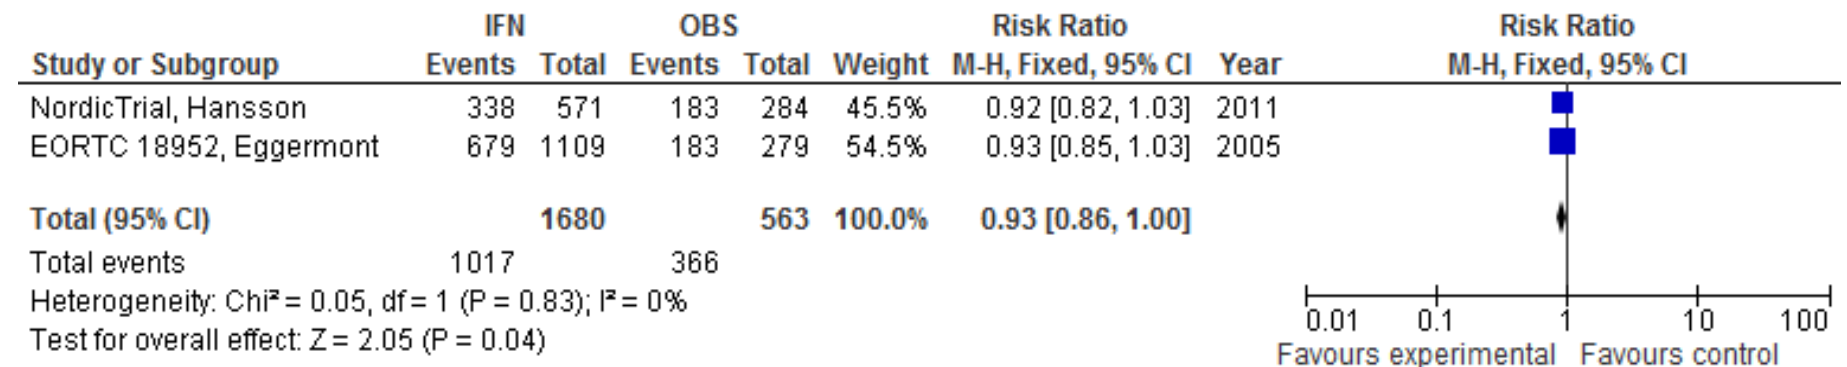 IFN OBS Risk Ratio Risk Ratio
Study or Subgroup Events Total Events Total Weight M-H, Fixed, 95% CI Year M-H, Fixed, 95% CI
NordicTrial, Hansson 338 571 183 284 45.5% 0.92 [0.82, 1.03] 2011
EORTC 18952, Eggermont 679 1109 183 279 54.5% 0.93 [0.85, 1.03] 2005
Total (95% CI) 1680 563 100.0% 0.93 [0.86, 1.00]
Total events 1017 366
Heterogeneity: Chi² = 0.05, df = 1 (P = 0.83); I² = 0%
Test for overall effect: Z = 2.05 (P = 0.04)
0.01 0.1 1 10 100
Favours experimental Favours control